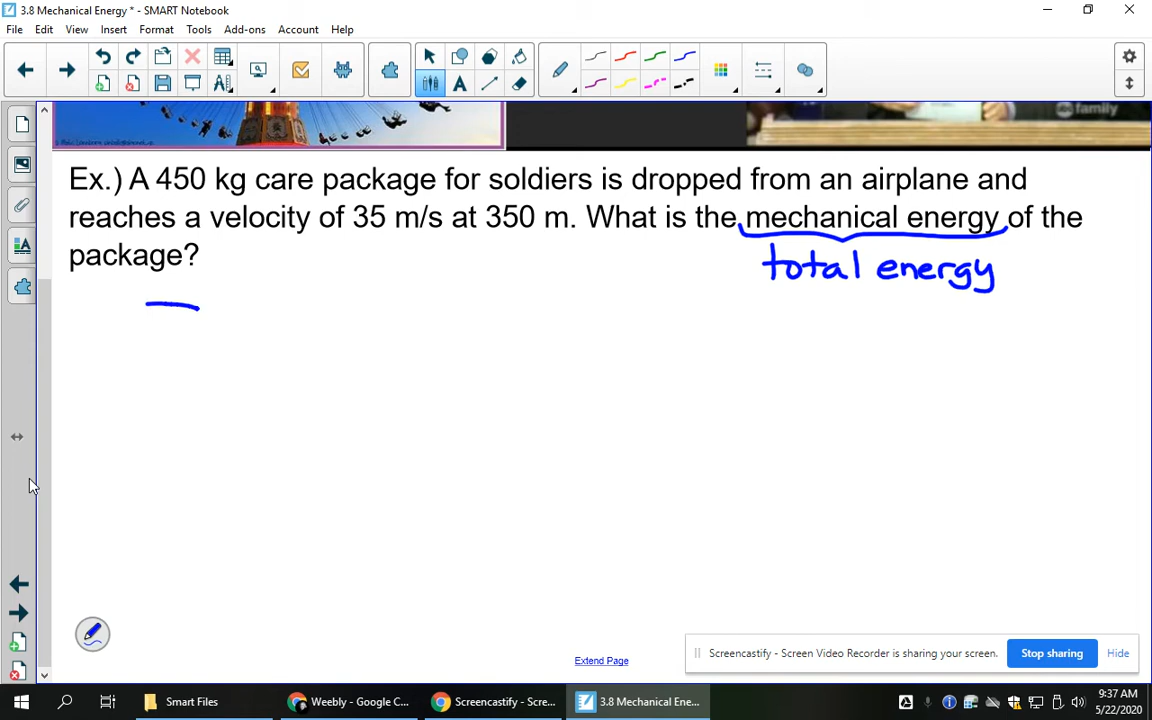 3.8 Mechanical Energy * - SMART Notebook
File Edit View Insert Format Tools Add-ons Account Help
family
Ex.) A 450 kg care package for soldiers is dropped from an airplane and
reaches a velocity of 35 m/s at 350 m. What is the mechanical energy of the
package?
total energy
Extend Page
Screencastify - Screen Video Recorder is sharing your screen. Stop sharing Hide
Smart Files Weebly - Google C... Screencastify - Scre... 3.8 Mechanical Ene... 9:37 AM
5/22/2020